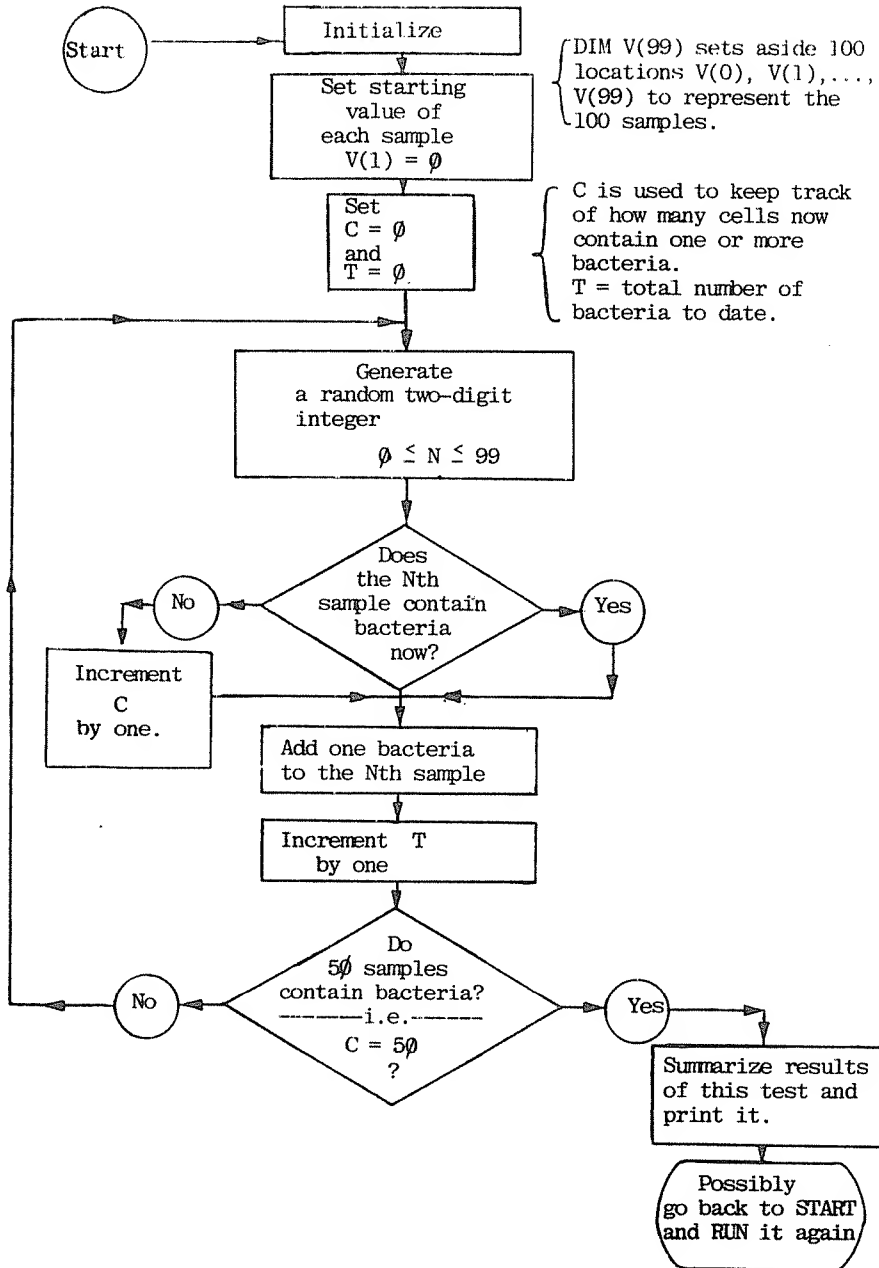 Start
Initialize
DIM V(99) sets aside 100
locations V(0), V(1),...,
V(99) to represent the
100 samples.
Set starting
value of
each sample
V(1) = Ø
Set
C = Ø
and
T = Ø
C is used to keep track
of how many cells now
contain one or more
bacteria.
T = total number of
bacteria to date.
Generate
a random two-digit
integer
Ø ≤ N ≤ 99
Does
the Nth
sample contain
bacteria
now?
No
Yes
Increment
C
by one.
Add one bacteria
to the Nth sample
Increment T
by one
Do
5Ø samples
contain bacteria?
------i.e.------
C = 5Ø
?
No
Yes
Summarize results
of this test and
print it.
Possibly
go back to START
and RUN it again